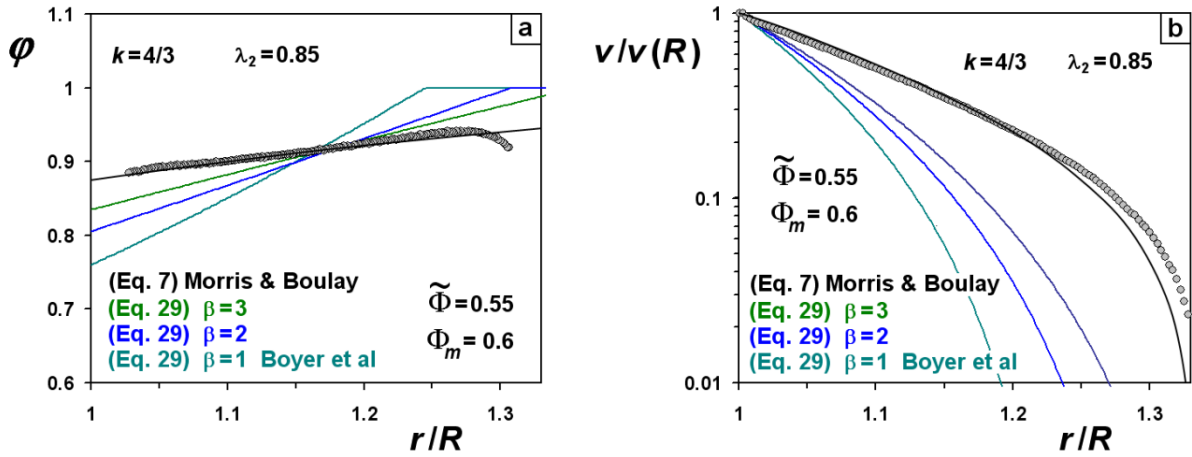 a
φ
k=4/3 λ₂=0.85
1.1
1
0.9
0.8
0.7
0.6
(Eq. 7) Morris & Boulay
(Eq. 29) β=3
(Eq. 29) β=2
(Eq. 29) β=1 Boyer et al
Φ̃=0.55
Φm = 0.6
1 1.1 1.2 1.3
r/R
b
v/v(R)
k=4/3 λ₂=0.85
1
0.1
0.01
Φ̃=0.55
Φm = 0.6
(Eq. 7) Morris & Boulay
(Eq. 29) β=3
(Eq. 29) β=2
(Eq. 29) β=1 Boyer et al
1 1.1 1.2 1.3
r/R